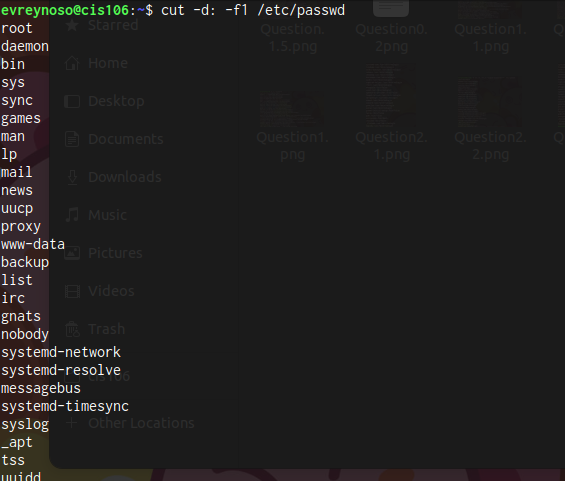 evreynoso@cis106:~$ cut -d: -f1 /etc/passwd
root
daemon
bin
sys
sync
games
man
lp
mail
news
uucp
proxy
www-data
backup
list
irc
gnats
nobody
systemd-network
systemd-resolve
messagebus
systemd-timesync
syslog
_apt
tss
uuidd
Starred
Home
Desktop
Documents
Downloads
Music
Pictures
Videos
Trash
cis106
+ Other Locations
Question.
1.5.png
Question0.
2png
Question1.
1.png
Question1.
png
Question2.
1.png
Question2.
2.png